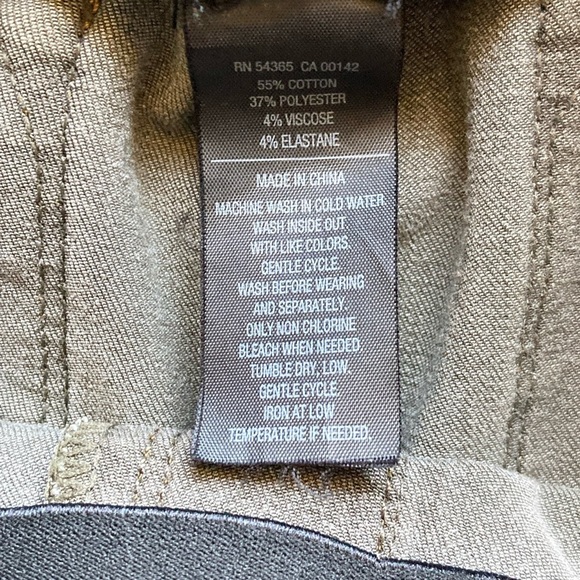 RN 54365 CA 00142
55% COTTON
37% POLYESTER
4% VISCOSE
4% ELASTANE
MADE IN CHINA
MACHINE WASH IN COLD WATER
WASH INSIDE OUT
WITH LIKE COLORS.
GENTLE CYCLE.
WASH BEFORE WEARING
AND SEPARATELY.
ONLY NON CHLORINE
BLEACH WHEN NEEDED.
TUMBLE DRY, LOW.
GENTLE CYCLE.
IRON AT LOW
TEMPERATURE IF NEEDED.